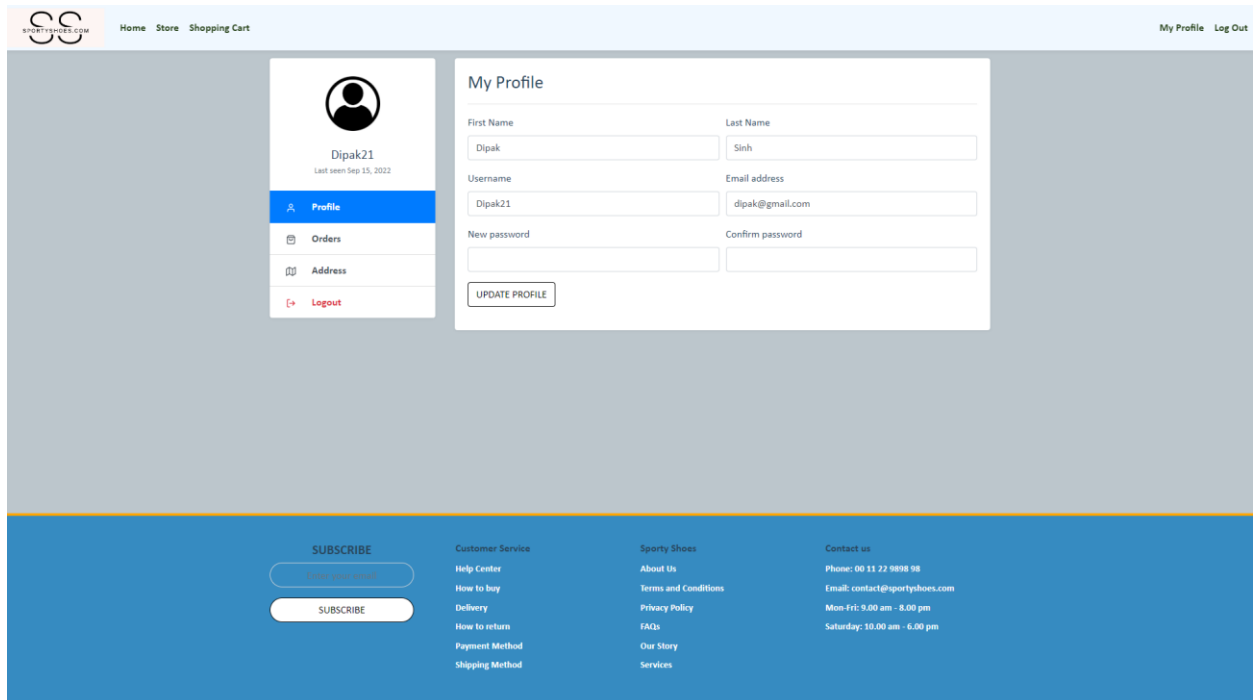 SPORTYSHOES.COM
Home Store Shopping Cart
My Profile Log Out
Dipak21
Last seen Sep 15, 2022
Profile
Orders
Address
Logout
My Profile
First Name
Last Name
Dipak
Sinh
Username
Email address
Dipak21
dipak@gmail.com
New password
Confirm password
UPDATE PROFILE
SUBSCRIBE
Enter your email
SUBSCRIBE
Customer Service
Help Center
How to buy
Delivery
How to return
Payment Method
Shipping Method
Sporty Shoes
About Us
Terms and Conditions
Privacy Policy
FAQs
Our Story
Services
Contact us
Phone: 00 11 22 9898 98
Email: contact@sportyshoes.com
Mon-Fri: 9.00 am - 8.00 pm
Saturday: 10.00 am - 6.00 pm